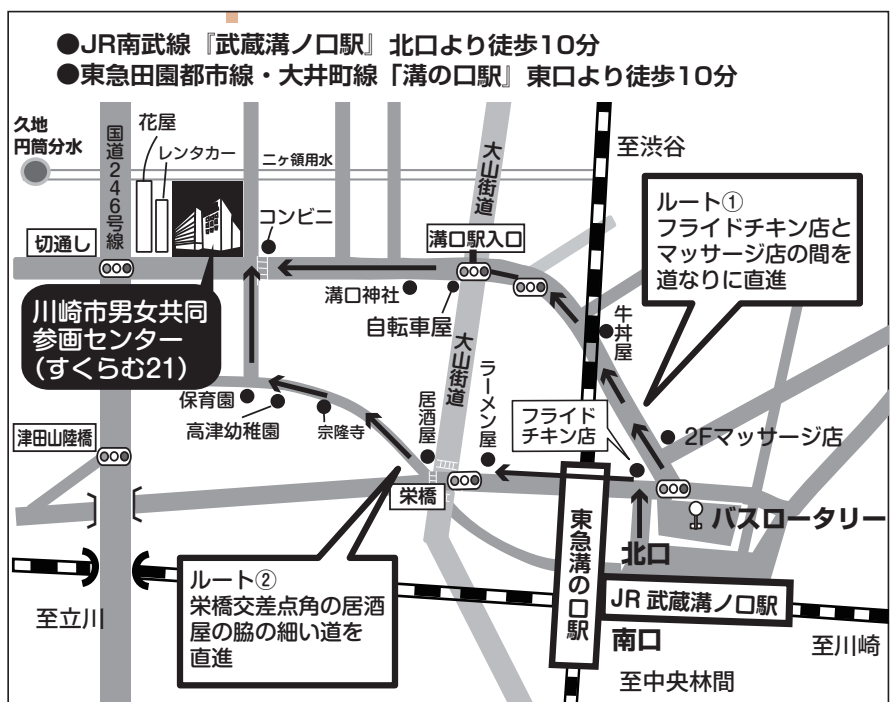 ●JR南武線『武蔵溝ノ口駅』北口より徒歩10分
●東急田園都市線・大井町線「溝の口駅」東口より徒歩10分
久地
円筒分水
国道246号線
花屋
レンタカー
二ヶ領用水
大山街道
至渋谷
ルート①
フライドチキン店と
マッサージ店の間を
道なりに直進
切通し
コンビニ
溝口駅入口
溝口神社
自転車屋
牛丼屋
川崎市男女共同
参画センター
(すくらむ21)
大山街道
保育園
高津幼稚園
宗隆寺
居酒屋
ラーメン屋
フライド
チキン店
2Fマッサージ店
津田山陸橋
栄橋
バスロータリー
北口
東急溝の口駅
JR 武蔵溝ノ口駅
南口
ルート②
栄橋交差点角の居酒
屋の脇の細い道を
直進
至立川
至川崎
至中央林間